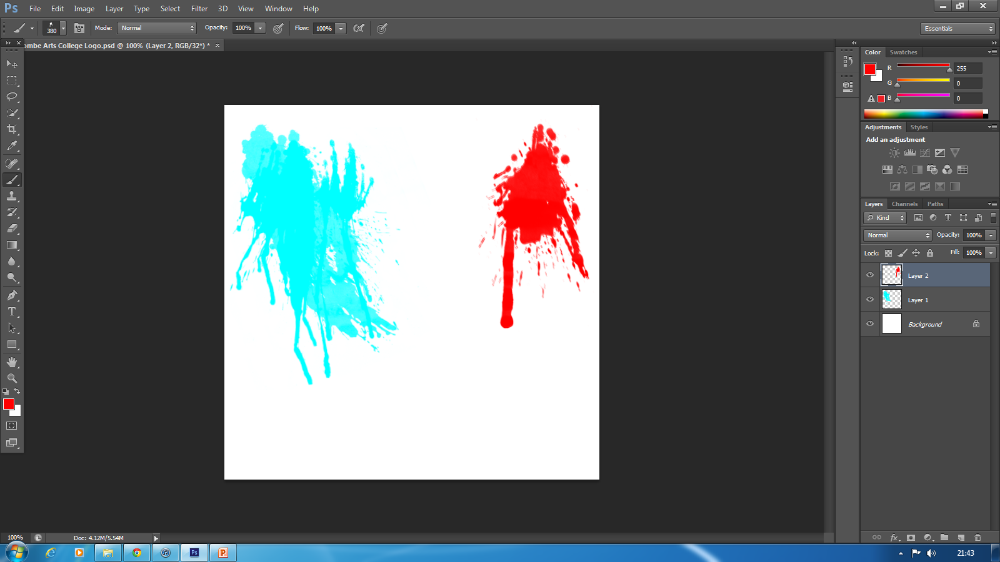 Ps File Edit Image Layer Type Select Filter 3D View Window Help
380 Mode: Normal Opacity: 100% Flow: 100% Essentials
ombe Arts College Logo.psd @ 100% (Layer 2, RGB/32*) * ×
Color Swatches
R 255
G 0
B 0
Adjustments Styles
Add an adjustment
Layers Channels Paths
Kind
Normal Opacity: 100%
Lock: Fill: 100%
Layer 2
Layer 1
Background
T
100% Doc: 4.12M/5.54M
fx
Ps P 21:43